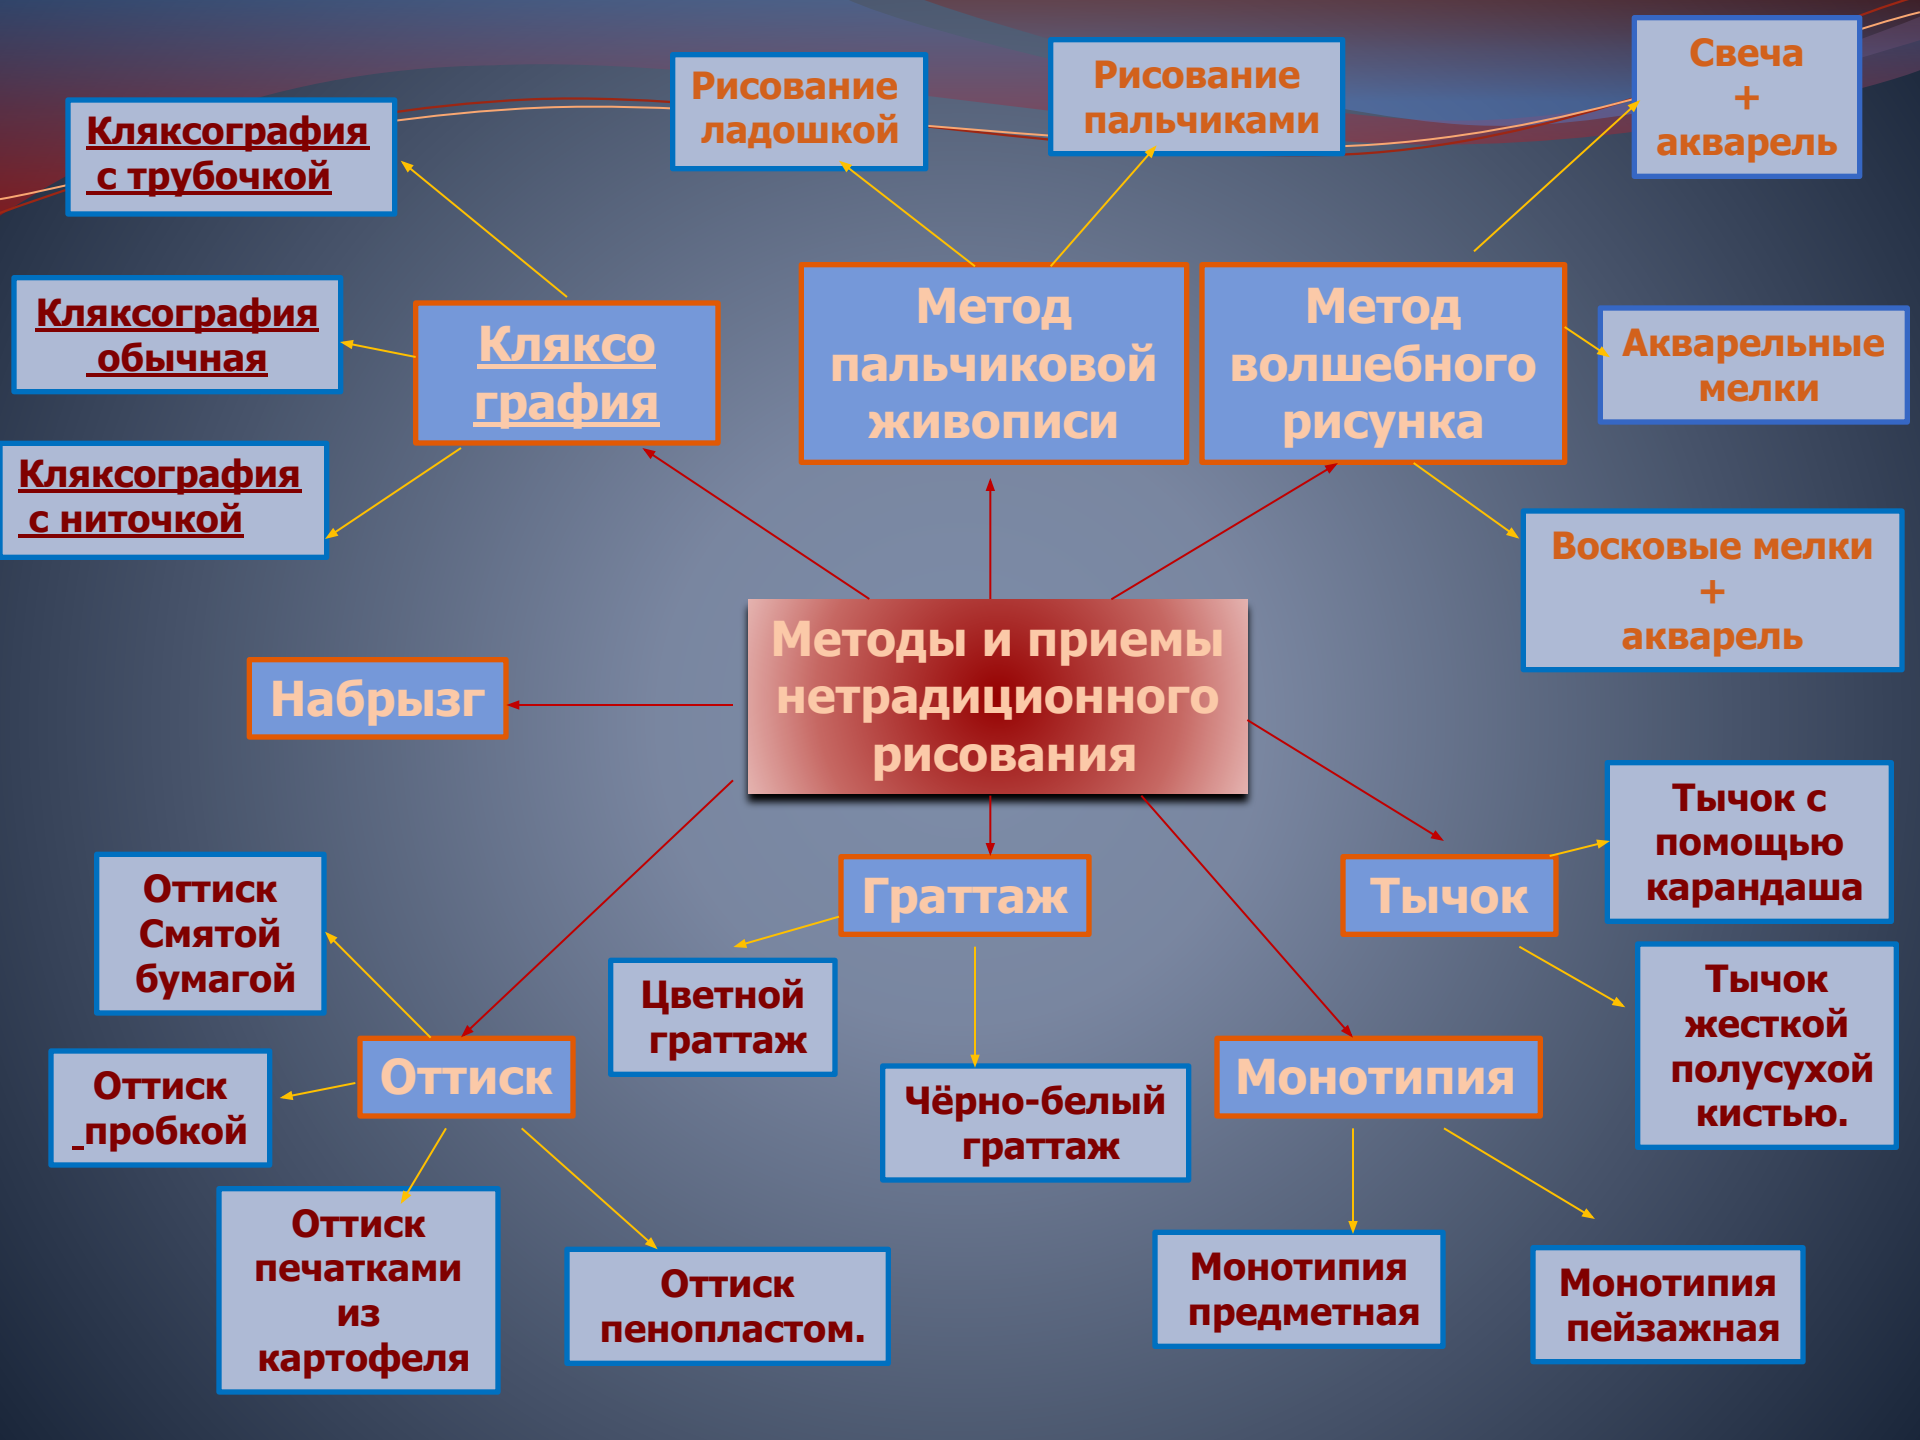 Рисование
ладошкой
Рисование
пальчиками
Свеча
+
акварель
Кляксография
с трубочкой
Кляксография
обычная
Кляксо
графия
Метод
пальчиковой
живописи
Метод
волшебного
рисунка
Акварельные
мелки
Кляксография
с ниточкой
Восковые мелки
+
акварель
Методы и приемы
нетрадиционного
рисования
Набрызг
Тычок с
помощью
карандаша
Оттиск
Смятой
бумагой
Граттаж
Тычок
Цветной
граттаж
Тычок
жесткой
полусухой
кистью.
Оттиск
пробкой
Оттиск
Чёрно-белый
граттаж
Монотипия
Оттиск
печатками
из
картофеля
Оттиск
пенопластом.
Монотипия
предметная
Монотипия
пейзажная